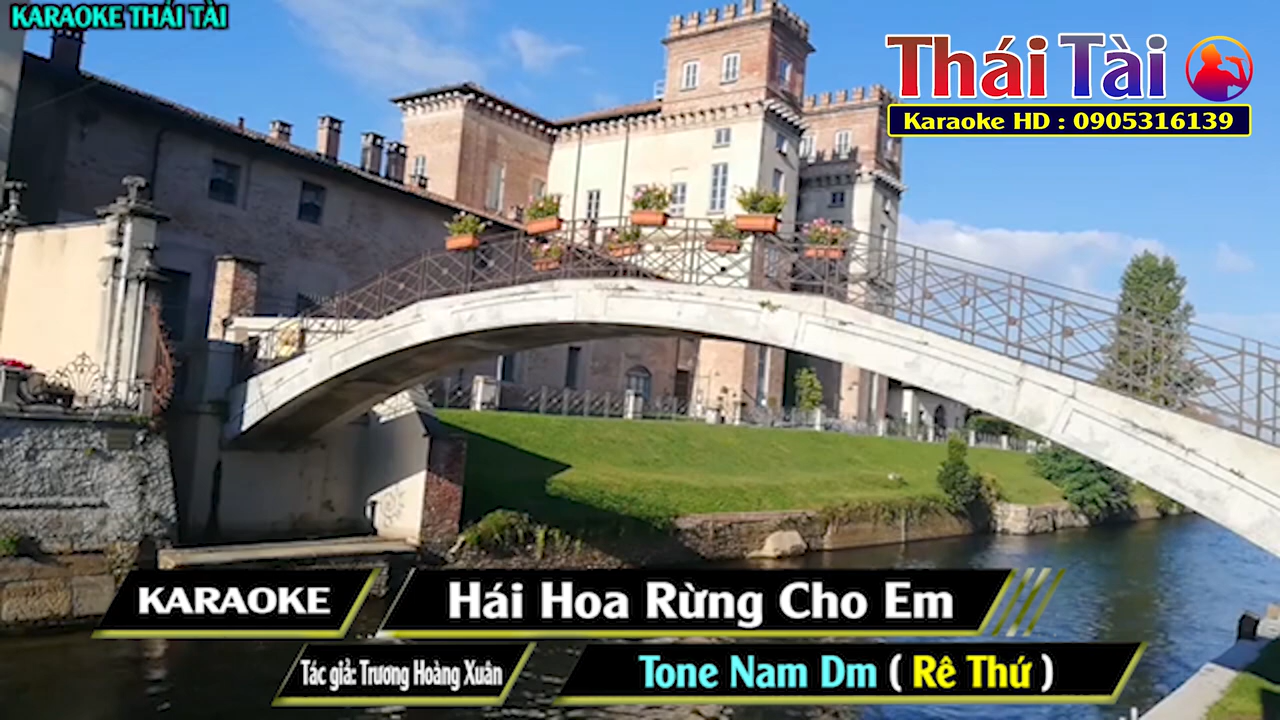 KARAOKE THÁI TÀI
Thái Tài
Karaoke HD : 0905316139
KARAOKE
Hái Hoa Rừng Cho Em
Tác giả: Trương Hoàng Xuân
Tone Nam Dm ( Rê Thứ )